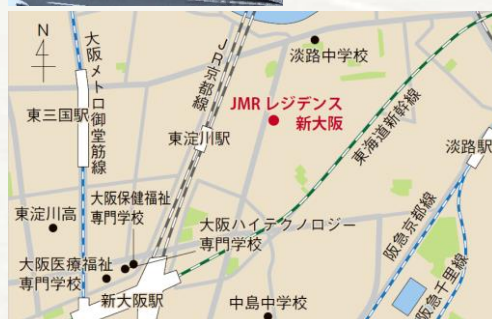 N
大阪メトロ御堂筋線
JR京都線
淡路中学校
JMR レジデンス
新大阪
東三国駅
東淀川駅
東海道新幹線
淡路駅
大阪保健福祉
専門学校
東淀川高
大阪ハイテクノロジー
専門学校
阪急京都線
大阪医療福祉
専門学校
新大阪駅
中島中学校
阪急千里線